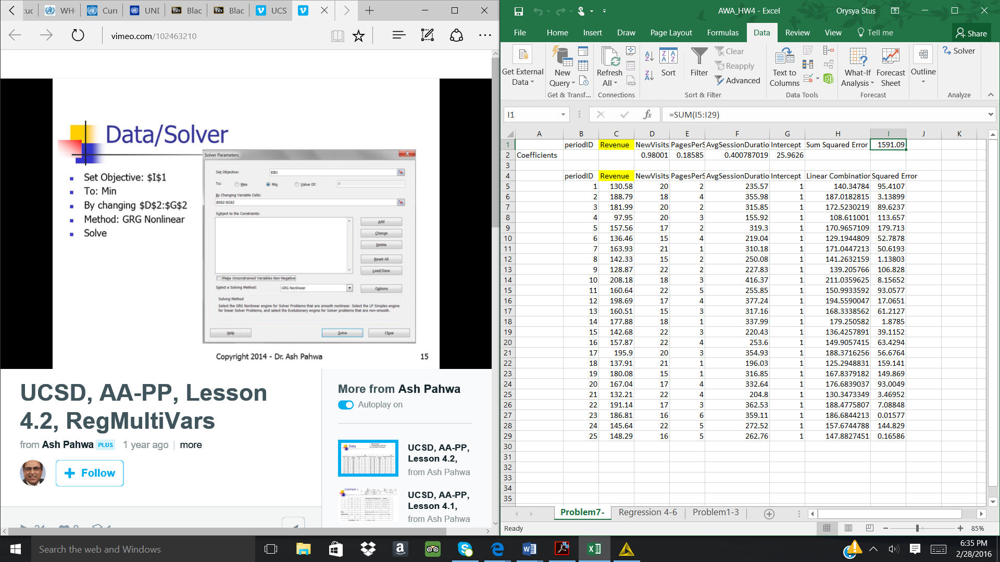 WH
Curr
UNI
Bb Blac
Bb Blac
UCS
vimeo.com/102463210
Data/Solver
Set Objective: $I$1
To: Min
By changing $D$2:$G$2
Method: GRG Nonlinear
Solve
Solver Parameters
Set Objective: $I$1
To: Max Min Value Of: 0
By Changing Variable Cells:
$D$2:$G$2
Subject to the Constraints:
Add
Change
Delete
Reset All
Load/Save
Make Unconstrained Variables Non-Negative
Select a Solving Method: GRG Nonlinear Options
Solving Method
Select the GRG Nonlinear engine for Solver Problems that are smooth nonlinear. Select the LP Simplex engine
for linear Solver Problems, and select the Evolutionary engine for Solver problems that are non-smooth.
Help Solve Close
Copyright 2014 - Dr. Ash Pahwa 15
UCSD, AA-PP, Lesson
4.2, RegMultiVars
from Ash Pahwa PLUS 1 year ago more
+ Follow
More from Ash Pahwa
Autoplay on
UCSD, AA-PP,
Lesson 4.2,
from Ash Pahwa
UCSD, AA-PP,
Lesson 4.1,
from Ash Pahwa
AWA_HW4 - Excel
Orysya Stus
File Home Insert Draw Page Layout Formulas Data Review View Tell me Share
Get External
Data
New
Query
Get & Transf...
Refresh
All
Connections
Sort
Filter
Clear
Reapply
Advanced
Sort & Filter
Text to
Columns
Data Tools
What-If
Analysis
Forecast
Sheet
Forecast
Outline
Solver
Analyze
I1 fx =SUM(I5:I29)
A B C D E F G H I J K
1 periodID Revenue NewVisits PagesPerS AvgSessionDuratio Intercept Sum Squared Error 1591.09
2 Coefficients 0.98001 0.18585 0.400787019 25.9626
3
4 periodID Revenue NewVisits PagesPerS AvgSessionDuratio Intercept Linear Combination Squared Error
5 1 130.58 20 2 235.57 1 140.34784 95.4107
6 2 188.79 18 4 355.98 1 187.0182815 3.13899
7 3 181.99 20 2 315.85 1 172.5230219 89.6237
8 4 97.95 20 3 155.92 1 108.611001 113.657
9 5 157.56 17 2 319.3 1 170.9657109 179.713
10 6 136.46 15 4 219.04 1 129.1944809 52.7878
11 7 163.93 21 1 310.18 1 171.0447213 50.6193
12 8 142.33 15 2 250.08 1 141.2632159 1.13803
13 9 128.87 22 2 227.83 1 139.205766 106.828
14 10 208.18 18 3 416.37 1 211.0359625 8.15652
15 11 160.64 22 5 255.85 1 150.9933592 93.0577
16 12 198.69 17 4 377.24 1 194.5590047 17.0651
17 13 160.51 15 3 317.16 1 168.3338562 61.2127
18 14 177.88 18 1 337.99 1 179.250582 1.8785
19 15 142.68 22 3 220.43 1 136.4257891 39.1152
20 16 157.87 22 4 253.6 1 149.9057415 63.4294
21 17 195.9 20 3 354.93 1 188.3716256 56.6764
22 18 137.91 21 1 196.03 1 125.2948831 159.141
23 19 180.08 15 1 316.85 1 167.8379182 149.869
24 20 167.04 17 4 332.64 1 176.6839037 93.0049
25 21 132.21 22 4 204.8 1 130.3473349 3.46952
26 22 191.14 17 3 362.53 1 188.4775807 7.08848
27 23 186.81 16 6 359.11 1 186.6844213 0.01577
28 24 145.64 22 5 272.52 1 157.6744788 144.829
29 25 148.29 16 5 262.76 1 147.8827451 0.16586
30
31
32
33
34
35
Problem7- Regression 4-6 Problem1-3
Ready 85%
Search the web and Windows
6:35 PM
2/28/2016